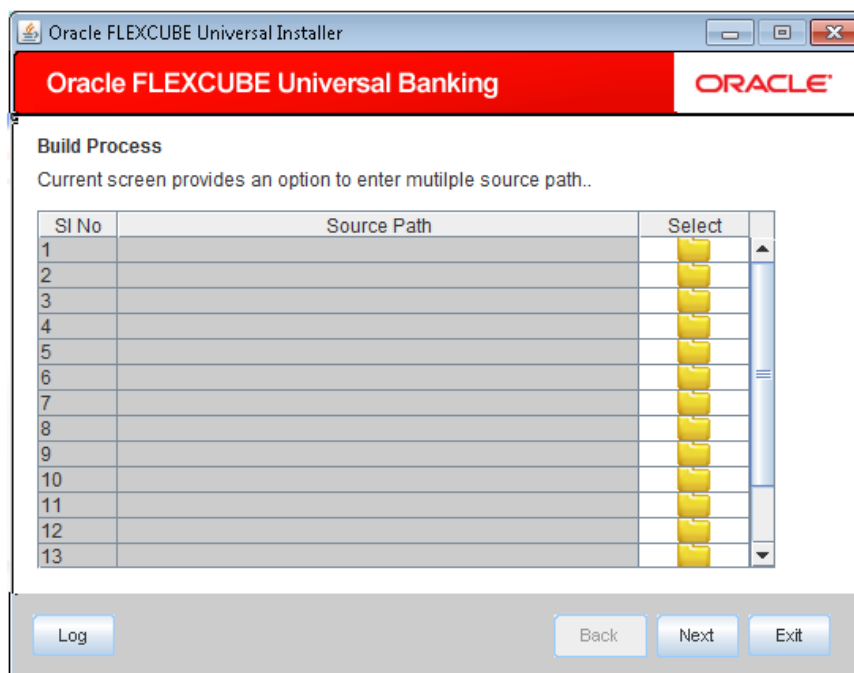 Oracle FLEXCUBE Universal Installer
Oracle FLEXCUBE Universal Banking
ORACLE
Build Process
Current screen provides an option to enter mutilple source path..
Sl No Source Path Select
1
2
3
4
5
6
7
8
9
10
11
12
13
Log Back Next Exit